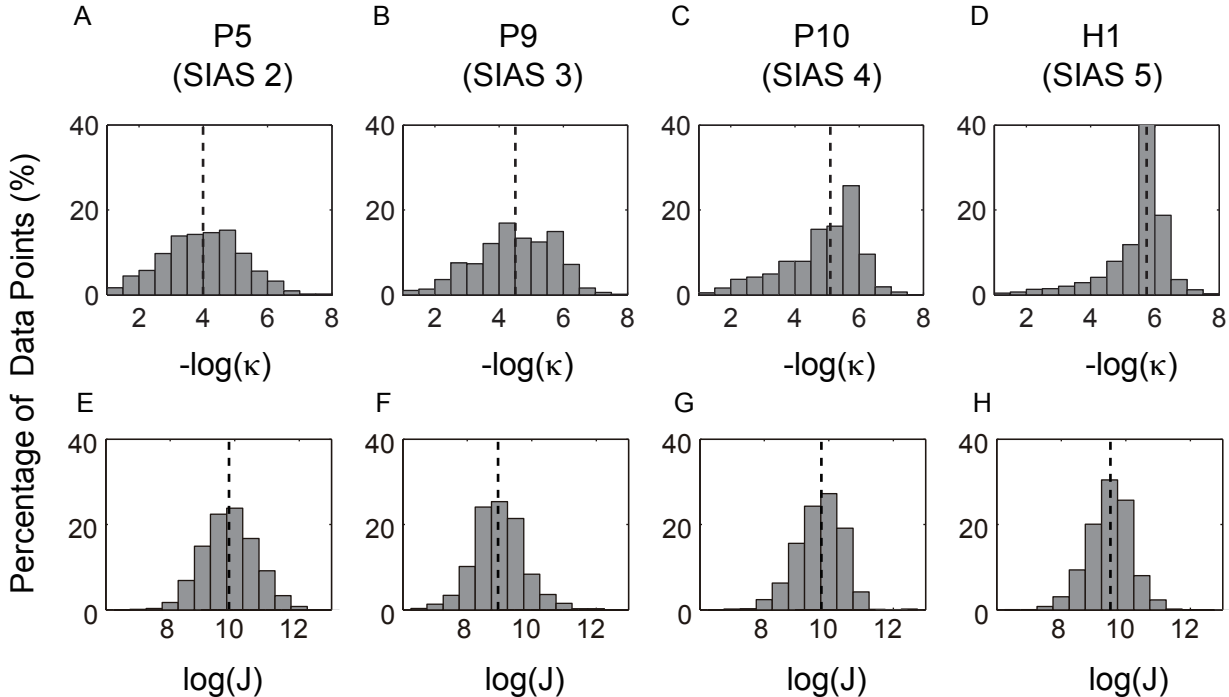 A
B
C
D
P5
(SIAS 2)
P9
(SIAS 3)
P10
(SIAS 4)
H1
(SIAS 5)
Percentage of Data Points (%)
40
20
0
2 4 6 8
-log(κ)
40
20
0
2 4 6 8
-log(κ)
40
20
0
2 4 6 8
-log(κ)
40
20
0
2 4 6 8
-log(κ)
E
F
G
H
40
20
0
8 10 12
log(J)
40
20
0
8 10 12
log(J)
40
20
0
8 10 12
log(J)
40
20
0
8 10 12
log(J)